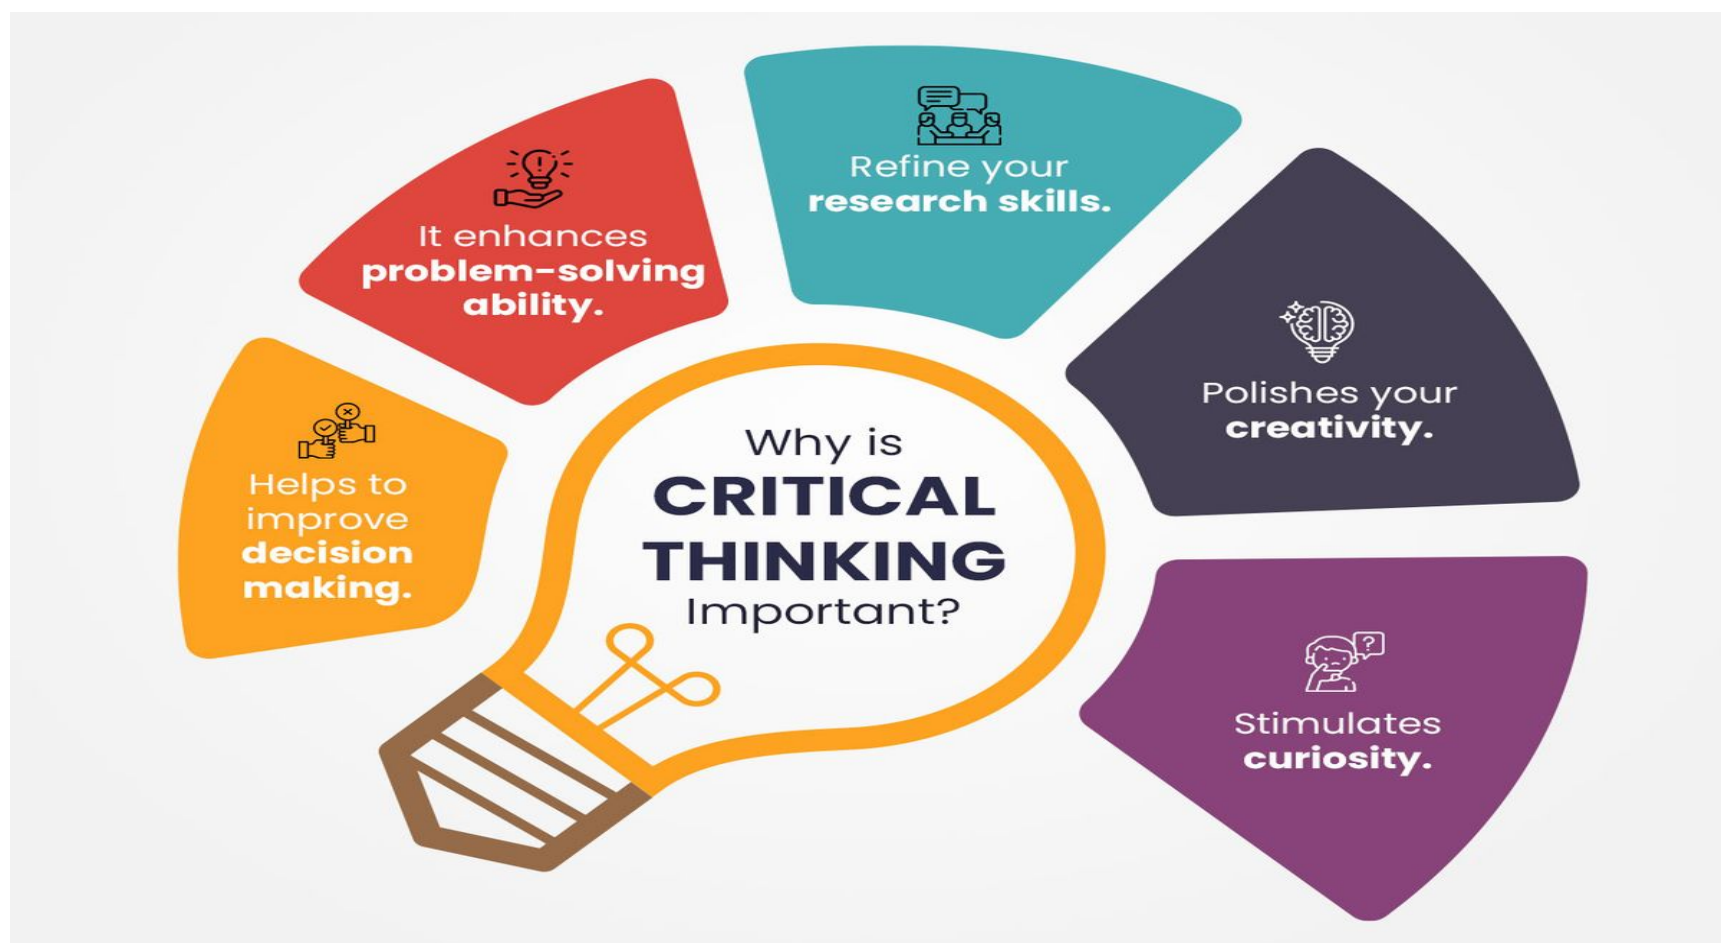 Helps to
improve
decision
making.
It enhances
problem-solving
ability.
Refine your
research skills.
Polishes your
creativity.
Stimulates
curiosity.
Why is
CRITICAL
THINKING
Important?